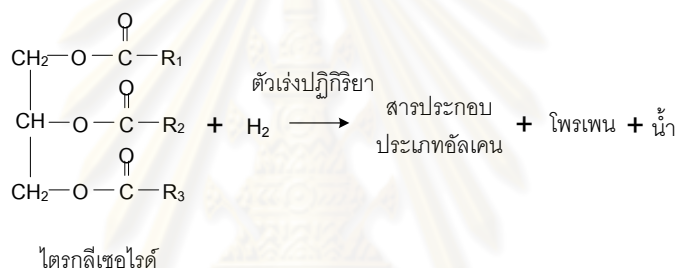 O
CH₂—O—C—R₁
O
CH—O—C—R₂ + H₂ ตัวเร่งปฏิกิริยา สารประกอบ
ประเภทอัลเคน + โพรเพน + น้ำ
O
CH₂—O—C—R₃
ไตรกลีเซอไรด์